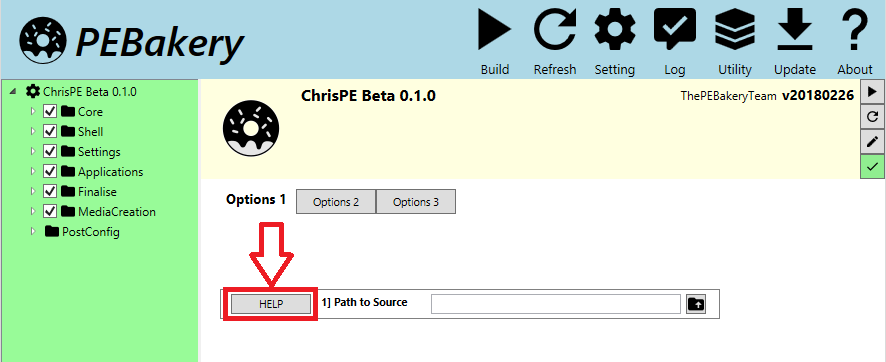 PEBakery
Build Refresh Setting Log Utility Update About
ChrisPE Beta 0.1.0
Core
Shell
Settings
Applications
Finalise
MediaCreation
PostConfig
ChrisPE Beta 0.1.0
ThePEBakeryTeam v20180226
Options 1 Options 2 Options 3
HELP 1] Path to Source